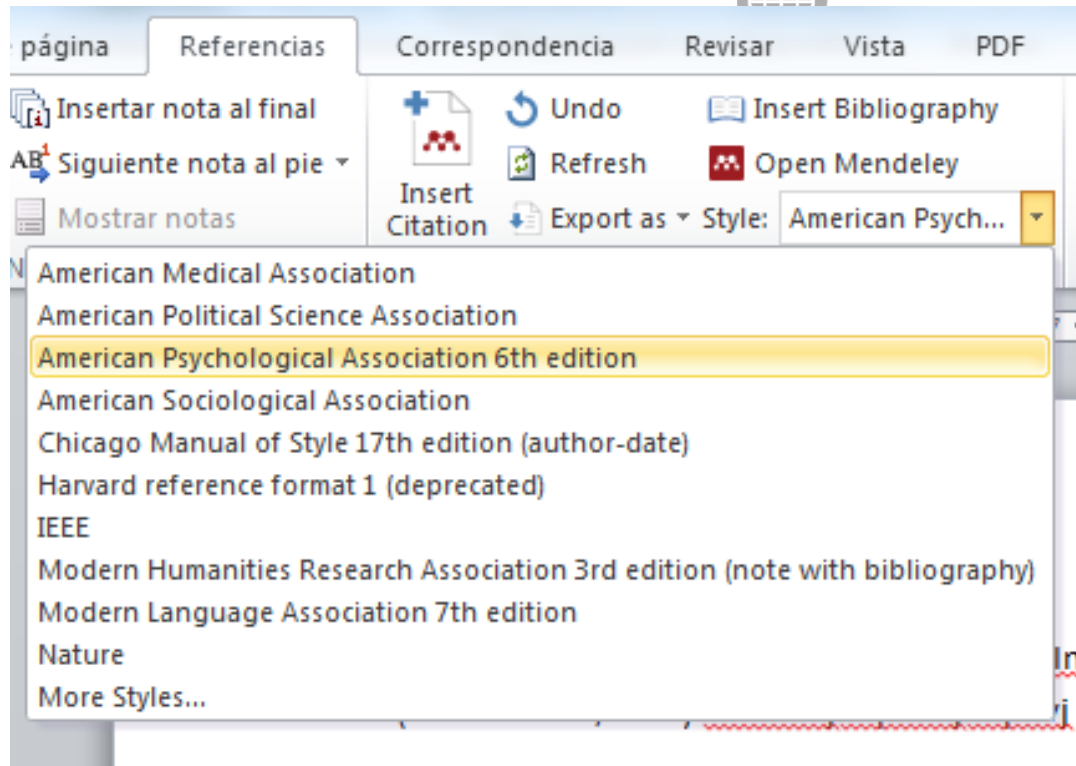 página Referencias Correspondencia Revisar Vista PDF
Insertar nota al final
Siguiente nota al pie
Mostrar notas
Insert
Citation
Undo
Refresh
Export as
Insert Bibliography
Open Mendeley
Style: American Psych...
American Medical Association
American Political Science Association
American Psychological Association 6th edition
American Sociological Association
Chicago Manual of Style 17th edition (author-date)
Harvard reference format 1 (deprecated)
IEEE
Modern Humanities Research Association 3rd edition (note with bibliography)
Modern Language Association 7th edition
Nature
More Styles...